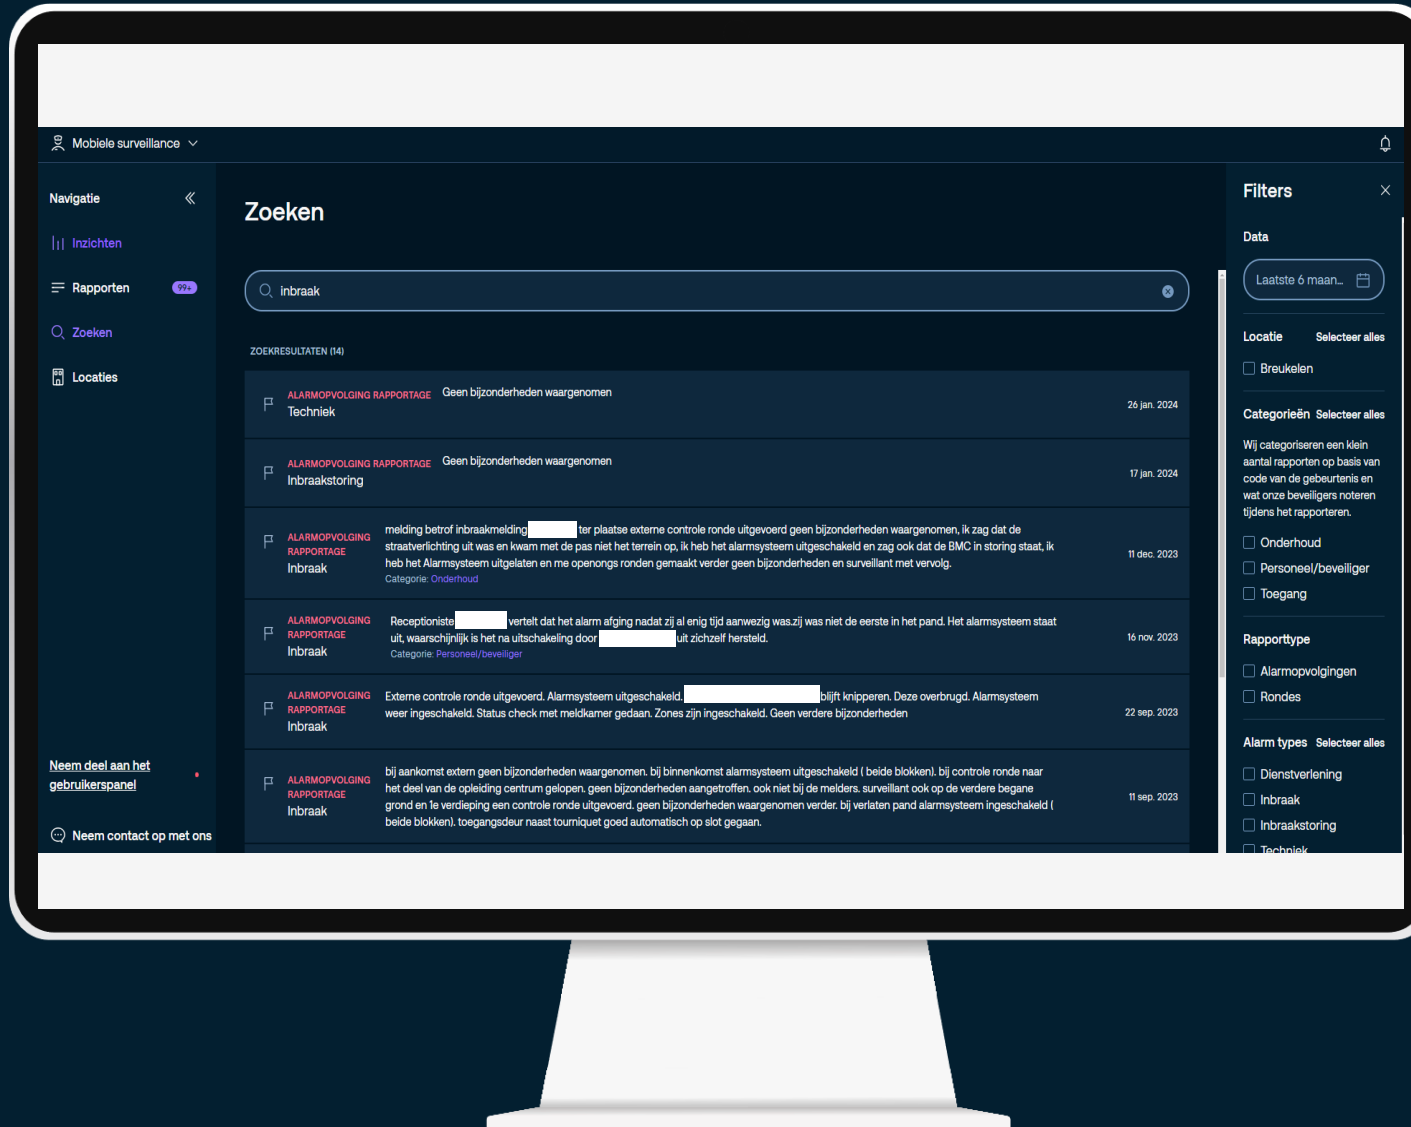 Mobiele surveillance
Navigatie
Inzichten
Rapporten 99+
Zoeken
Locaties
Neem deel aan het
gebruikerspanel
Neem contact op met ons
Zoeken
inbraak
ZOEKRESULTATEN (14)
ALARMOPVOLGING RAPPORTAGE Geen bijzonderheden waargenomen
Techniek
26 jan. 2024
ALARMOPVOLGING RAPPORTAGE Geen bijzonderheden waargenomen
Inbraakstoring
17 jan. 2024
ALARMOPVOLGING
RAPPORTAGE
Inbraak
melding betrof inbraakmelding ter plaatse externe controle ronde uitgevoerd geen bijzonderheden waargenomen, ik zag dat de
straatverlichting uit was en kwam met de pas niet het terrein op, ik heb het alarmsysteem uitgeschakeld en zag ook dat de BMC in storing staat, ik
heb het Alarmsysteem uitgelaten en me openongs ronden gemaakt verder geen bijzonderheden en surveillant met vervolg.
Categorie: Onderhoud
11 dec. 2023
ALARMOPVOLGING
RAPPORTAGE
Inbraak
Receptioniste vertelt dat het alarm afging nadat zij al enig tijd aanwezig was.zij was niet de eerste in het pand. Het alarmsysteem staat
uit, waarschijnlijk is het na uitschakeling door uit zichzelf hersteld.
Categorie: Personeel/beveiliger
16 nov. 2023
ALARMOPVOLGING
RAPPORTAGE
Inbraak
Externe controle ronde uitgevoerd. Alarmsysteem uitgeschakeld. blijft knipperen. Deze overbrugd. Alarmsysteem
weer ingeschakeld. Status check met meldkamer gedaan. Zones zijn ingeschakeld. Geen verdere bijzonderheden
22 sep. 2023
ALARMOPVOLGING
RAPPORTAGE
Inbraak
bij aankomst extern geen bijzonderheden waargenomen. bij binnenkomst alarmsysteem uitgeschakeld ( beide blokken). bij controle ronde naar
het deel van de opleiding centrum gelopen. geen bijzonderheden aangetroffen. ook niet bij de melders. surveillant ook op de verdere begane
grond en 1e verdieping een controle ronde uitgevoerd. geen bijzonderheden waargenomen verder. bij verlaten pand alarmsysteem ingeschakeld (
beide blokken). toegangsdeur naast tourniquet goed automatisch op slot gegaan.
11 sep. 2023
Filters
Data
Laatste 6 maan...
Locatie Selecteer alles
Breukelen
Categorieën Selecteer alles
Wij categoriseren een klein
aantal rapporten op basis van
code van de gebeurtenis en
wat onze beveiligers noteren
tijdens het rapporteren.
Onderhoud
Personeel/beveiliger
Toegang
Rapporttype
Alarmopvolgingen
Rondes
Alarm types Selecteer alles
Dienstverlening
Inbraak
Inbraakstoring
Techniek